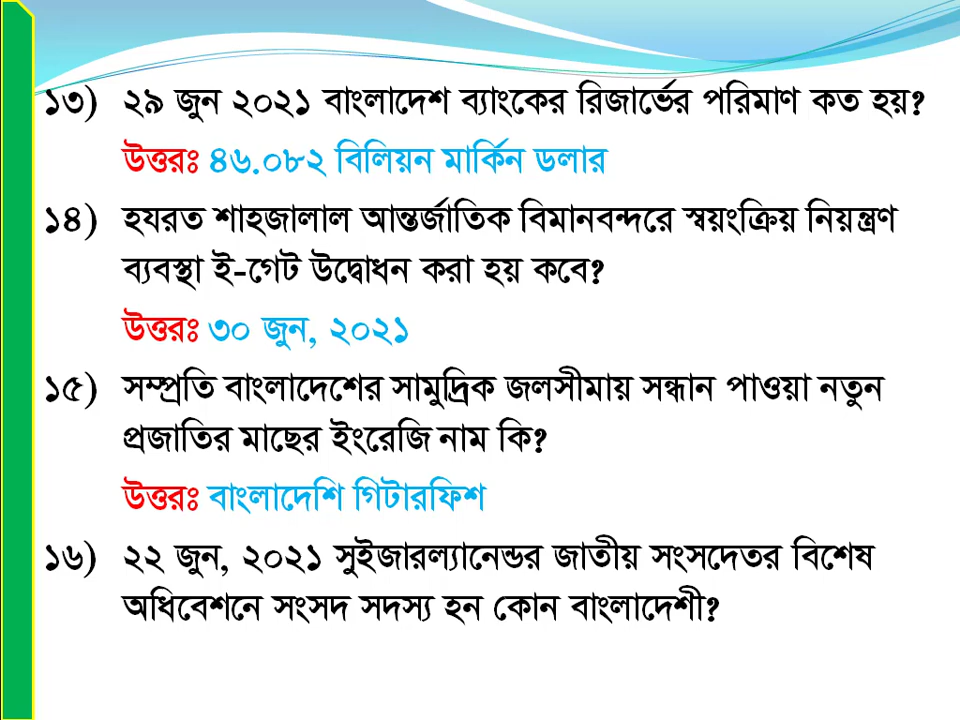 ১৩) ২৯ জুন ২০২১ বাংলাদেশ ব্যাংকের রিজার্ভের পরিমাণ কত হয়?
উত্তরঃ ৪৬.০৮২ বিলিয়ন মার্কিন ডলার
১৪) হযরত শাহজালাল আন্তর্জাতিক বিমানবন্দরে স্বয়ংক্রিয় নিয়ন্ত্রণ
ব্যবস্থা ই-গেট উদ্বোধন করা হয় কবে?
উত্তরঃ ৩০ জুন, ২০২১
১৫) সম্প্রতি বাংলাদেশের সামুদ্রিক জলসীমায় সন্ধান পাওয়া নতুন
প্রজাতির মাছের ইংরেজি নাম কি?
উত্তরঃ বাংলাদেশি গিটারফিশ
১৬) ২২ জুন, ২০২১ সুইজারল্যানেন্ডর জাতীয় সংসদেতর বিশেষ
অধিবেশনে সংসদ সদস্য হন কোন বাংলাদেশী?